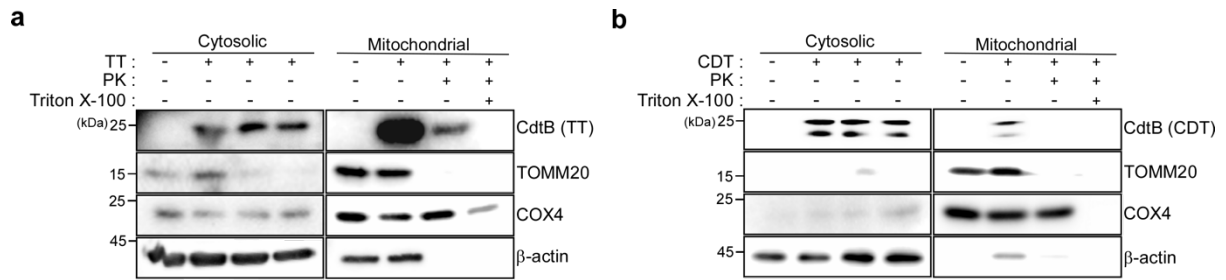 a
Cytosolic Mitochondrial
TT : - + + + - + + +
PK : - - - - - - + +
Triton X-100 : - - - - - - - +
(kDa) 25 CdtB (TT)
15 TOMM20
25 COX4
45 β-actin
b
Cytosolic Mitochondrial
CDT : - + + + - + + +
PK : - - - - - - + +
Triton X-100 : - - - - - - - +
(kDa) 25 CdtB (CDT)
15 TOMM20
25 COX4
45 β-actin